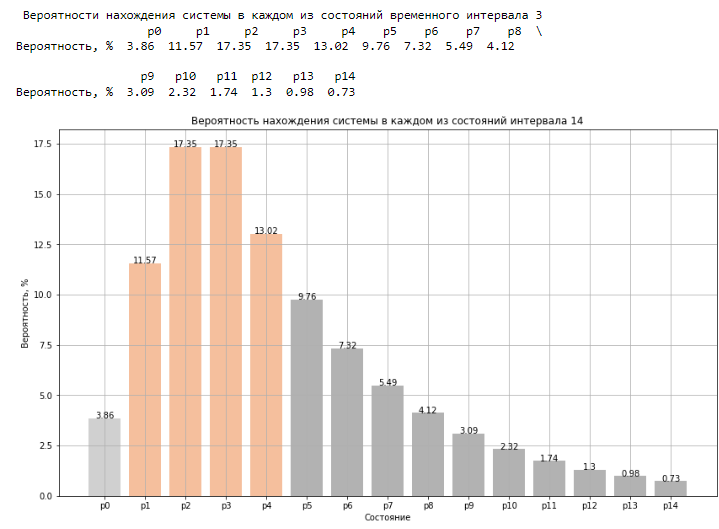 Вероятности нахождения системы в каждом из состояний временного интервала 3
p0 p1 p2 p3 p4 p5 p6 p7 p8 \
Вероятность, % 3.86 11.57 17.35 17.35 13.02 9.76 7.32 5.49 4.12
p9 p10 p11 p12 p13 p14
Вероятность, % 3.09 2.32 1.74 1.3 0.98 0.73
Вероятность нахождения системы в каждом из состояний интервала 14
17.5
15.0
12.5
10.0
7.5
5.0
2.5
0.0
Вероятность, %
3.86
11.57
17.35
17.35
13.02
9.76
7.32
5.49
4.12
3.09
2.32
1.74
1.3
0.98
0.73
p0 p1 p2 p3 p4 p5 p6 p7 p8 p9 p10 p11 p12 p13 p14
Состояние